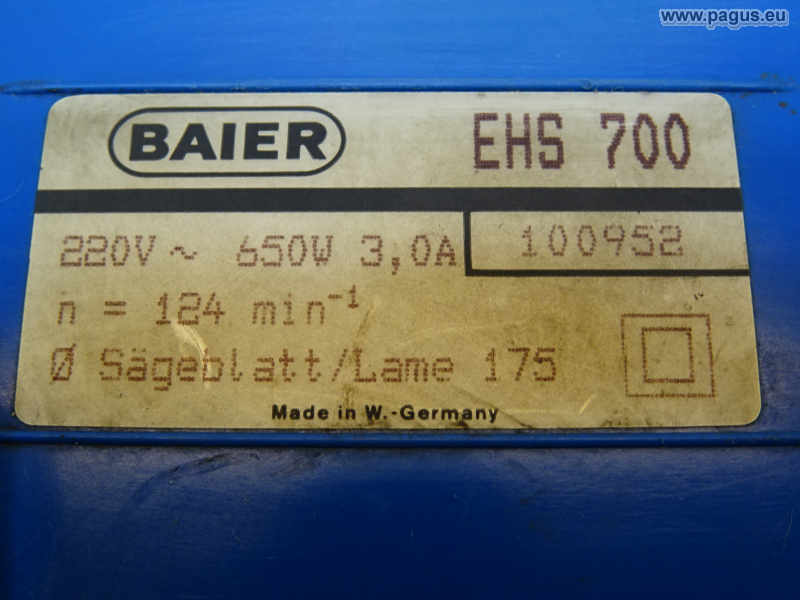 www.pagus.eu
BAIER EHS 700
220V ~ 650W 3,0A 100952
n = 124 min⁻¹
Ø Sägeblatt/Lame 175
Made in W.-Germany